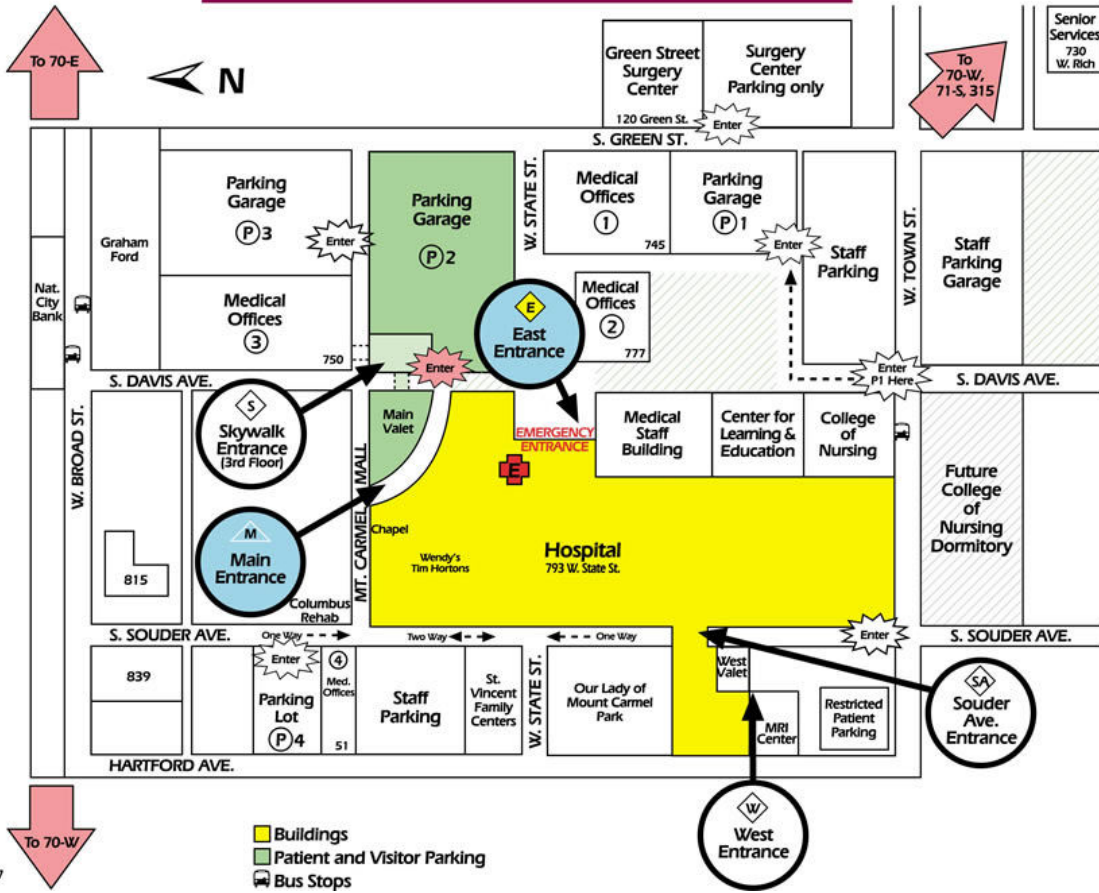 To 70-E
N
Green Street
Surgery
Center
120 Green St.
Surgery
Center
Parking only
Enter
To
70-W,
71-S, 315
Senior
Services
730
W. Rich
S. GREEN ST.
Graham
Ford
Parking
Garage
P 3
Enter
Parking
Garage
P 2
W. STATE ST.
Medical
Offices
1
745
Parking
Garage
P 1
Enter
Staff
Parking
W. TOWN ST.
Staff
Parking
Garage
Nat.
City
Bank
Medical
Offices
3
750
Enter
E
East
Entrance
Medical
Offices
2
777
Enter
P1 Here
S. DAVIS AVE.
S. DAVIS AVE.
W. BROAD ST.
S
Skywalk
Entrance
(3rd Floor)
Main
Valet
MT. CARMEL MALL
EMERGENCY
ENTRANCE
E
Medical
Staff
Building
Center for
Learning &
Education
College
of
Nursing
Future
College
of
Nursing
Dormitory
M
Main
Entrance
Chapel
Wendy's
Tim Hortons
Hospital
793 W. State St.
815
Columbus
Rehab
S. SOUDER AVE.
One Way
Two Way
One Way
Enter
S. SOUDER AVE.
839
Enter
Parking
Lot
P 4
4
Med.
Offices
51
Staff
Parking
St.
Vincent
Family
Centers
W. STATE ST.
Our Lady of
Mount Carmel
Park
West
Valet
MRI
Center
Restricted
Patient
Parking
SA
Souder
Ave.
Entrance
HARTFORD AVE.
W
West
Entrance
To 70-W
Buildings
Patient and Visitor Parking
Bus Stops